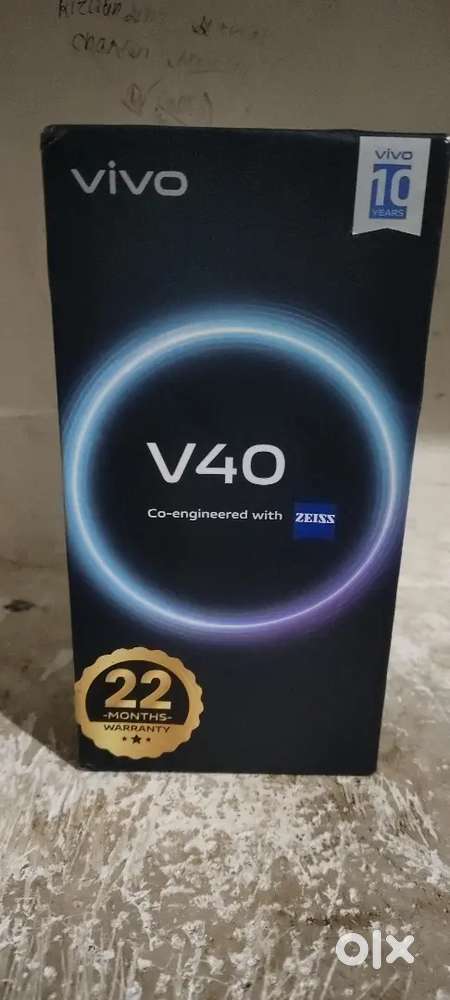 vivo
vivo
10
YEARS
V40
Co-engineered with ZEISS
22
-MONTHS-
WARRANTY
olx